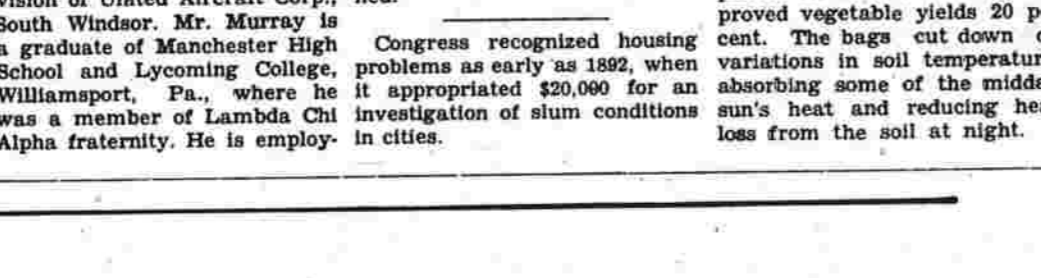 South Windsor. Mr. Murray is
a graduate of Manchester High
School and Lycoming College,
Williamsport, Pa., where he
was a member of Lambda Chi
Alpha fraternity. He is employ-
Congress recognized housing
problems as early as 1892, when
it appropriated $20,000 for an
investigation of slum conditions
in cities.
proved vegetable yields 20 p
cent. The bags cut down
variations in soil temperatur
absorbing some of the midda
sun's heat and reducing hea
loss from the soil at night.